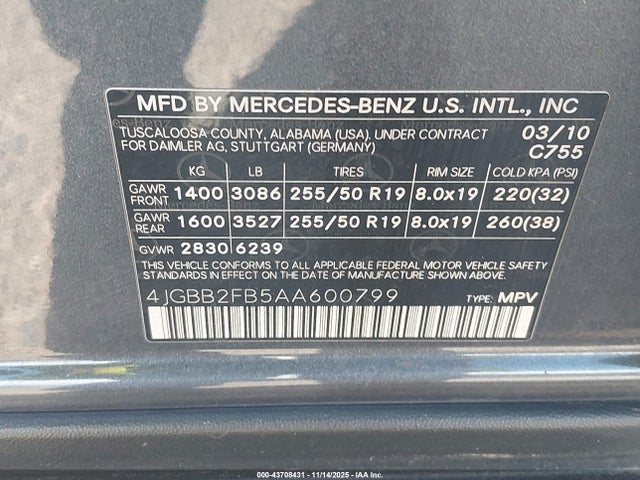 MFD BY MERCEDES-BENZ U.S. INTL., INC
TUSCALOOSA COUNTY, ALABAMA (USA). UNDER CONTRACT 03/10
FOR DAIMLER AG, STUTTGART (GERMANY) C755
KG LB TIRES RIM SIZE COLD KPA (PSI)
GAWR FRONT 1400 3086 255/50 R19 8.0x19 220(32)
GAWR REAR 1600 3527 255/50 R19 8.0x19 260(38)
GVWR 2830 6239
THIS VEHICLE CONFORMS TO ALL APPLICABLE FEDERAL MOTOR VEHICLE SAFETY
STANDARDS IN EFFECT ON THE DATE OF MANUFACTURE SHOWN ABOVE.
4JGBB2FB5AA600799 TYPE: MPV
000-43708431 - 11/14/2025 - IAA Inc.